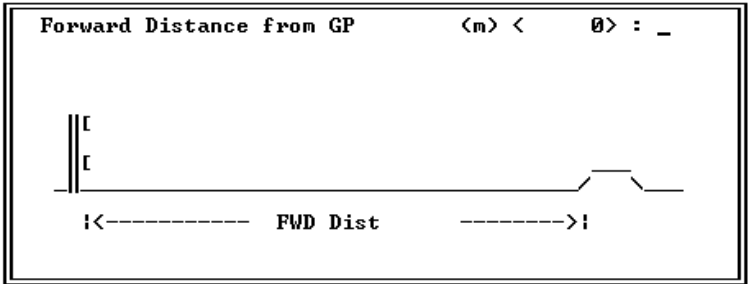 Forward Distance from GP (m) < 0> : _
[
[
|<----------- FWD Dist -------->|